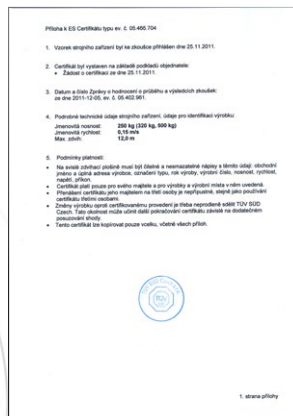 Příloha k ES Certifikátu typu ev. č. 05.466.704
1. Vzorek strojního zařízení byl ke zkoušce přihlášen dne 25.11.2011.
2. Certifikát byl vystaven na základě podkladů objednatele:
• Žádost o certifikaci ze dne 25.11.2011.
3. Datum a číslo Zprávy o hodnocení o průběhu a výsledcích zkoušek:
ze dne 2011-12-05, ev. č. 05.402.961.
4. Podrobné technické údaje strojního zařízení, údaje pro identifikaci výrobku:
Jmenovitá nosnost: 250 kg (320 kg, 500 kg)
Jmenovitá rychlost: 0,15 m/s
Max. zdvih: 12,0 m
5. Podmínky platnosti:
• Na svislé zdvihací plošině musí být čitelné a nesmazatelné nápisy s těmito údaji: obchodní
jméno a úplná adresa výrobce, označení typu, rok výroby, výrobní číslo, nosnost, rychlost,
napětí, příkon.
• Certifikát platí pouze pro svého majitele a pro výrobky a výrobní místa v něm uvedená.
• Přenášení certifikátu jeho majitelem na třetí osoby je nepřípustné, stejně jako používání
certifikátu třetími osobami.
• Změny výrobku oproti certifikovanému provedení je třeba neprodleně sdělit TÜV SÜD
Czech. Tato okolnost může učinit další pokračování certifikátu závislé na dodatečném
posuzování shody.
• Tento certifikát lze kopírovat pouze vcelku, včetně všech příloh.
TÜV SÜD Czech
TÜV
1. strana přílohy